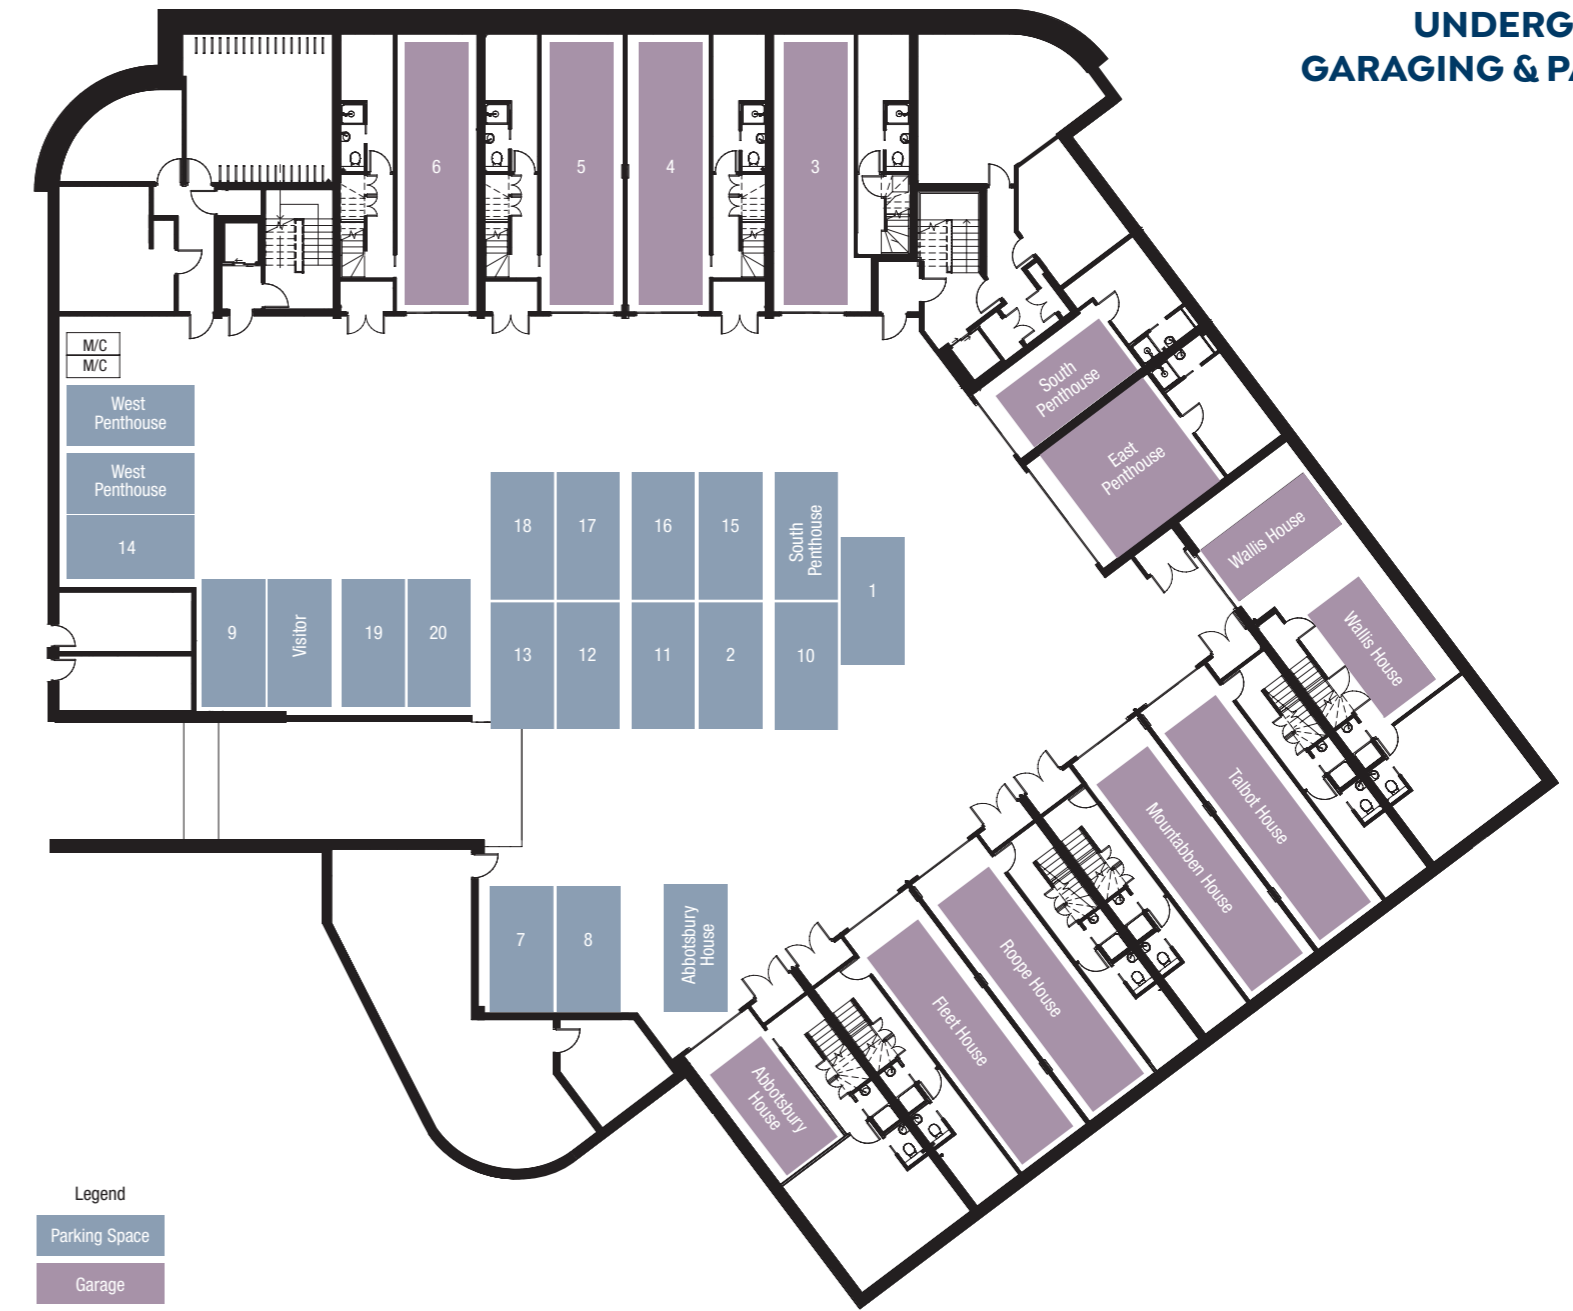 UNDERG
GARAGING & PA
6
5
4
3
M/C
M/C
West
Penthouse
West
Penthouse
14
South
Penthouse
East
Penthouse
Wallis House
Wallis House
18
17
16
15
South
Penthouse
1
9
Visitor
19
20
13
12
11
2
10
Talbot House
Mountabben House
Roope House
Fleet House
7
8
Abbotsbury
House
Abbotsbury
House
Legend
Parking Space
Garage